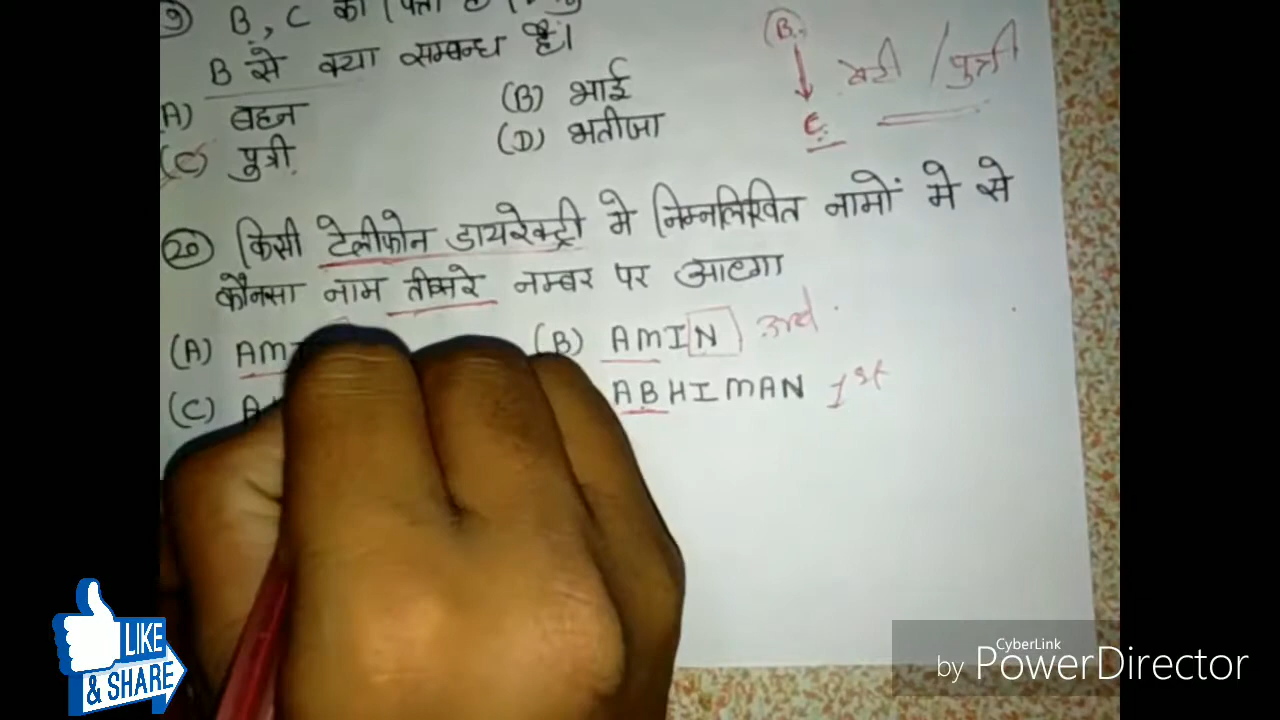 B, C का पिता है
B से क्या सम्बन्ध है।
(A) बहन (B) भाई
(C) पुत्री (D) भतीजा
B
C
बेटी / पुत्री
(20) किसी टेलीफोन डायरेक्ट्री मे निम्नलिखित नामों मे से
कौनसा नाम तीसरे नम्बर पर आएगा
(A) AM (B) AMIN 3rd
(C) A ABHIMAN 1st
LIKE
& SHARE
CyberLink
by PowerDirector